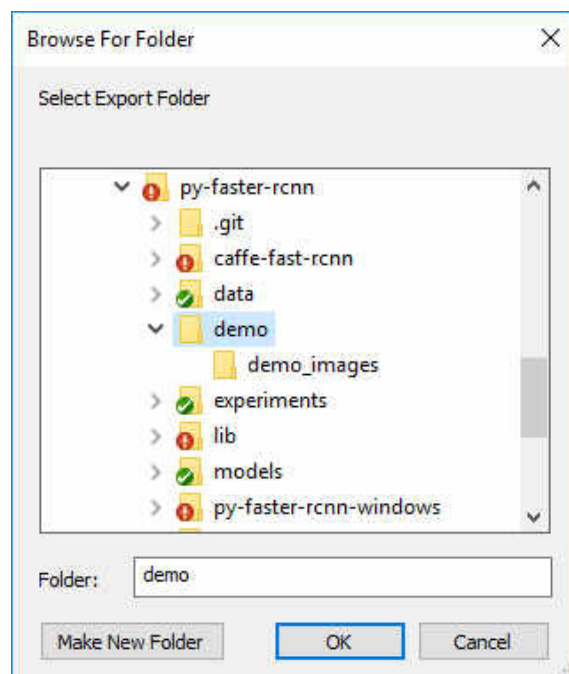 Browse For Folder
Select Export Folder
py-faster-rcnn
.git
caffe-fast-rcnn
data
demo
demo_images
experiments
lib
models
py-faster-rcnn-windows
Folder: demo
Make New Folder OK Cancel